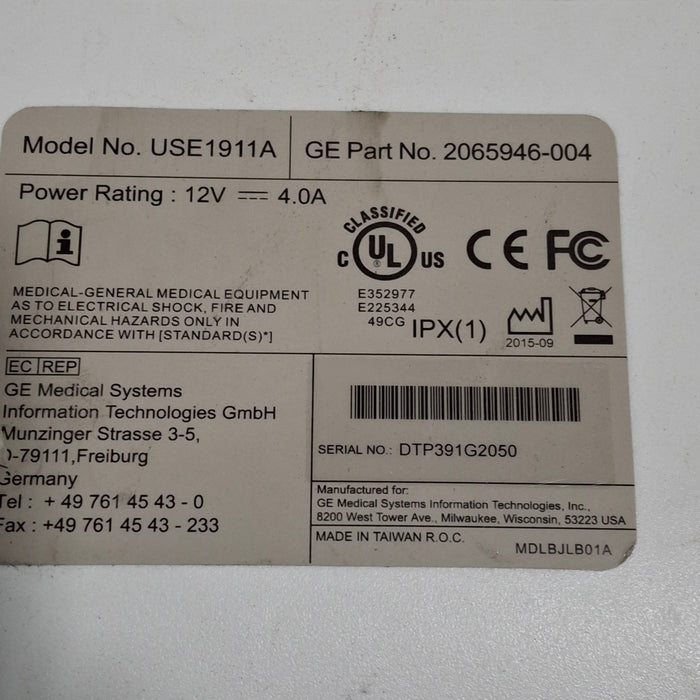 Model No. USE1911A
GE Part No. 2065946-004
Power Rating : 12V ⎓ 4.0A
CLASSIFIED
C UL® US
CE FC
MEDICAL-GENERAL MEDICAL EQUIPMENT
AS TO ELECTRICAL SHOCK, FIRE AND
MECHANICAL HAZARDS ONLY IN
ACCORDANCE WITH [STANDARD(S)*]
E352977
E225344
49CG
IPX(1)
2015-09
EC REP
GE Medical Systems
Information Technologies GmbH
Munzinger Strasse 3-5,
D-79111,Freiburg
Germany
Tel : + 49 761 45 43 - 0
Fax : +49 761 45 43 - 233
SERIAL NO.: DTP391G2050
Manufactured for:
GE Medical Systems Information Technologies, Inc.,
8200 West Tower Ave., Milwaukee, Wisconsin, 53223 USA
MADE IN TAIWAN R.O.C.
MDLBJLB01A